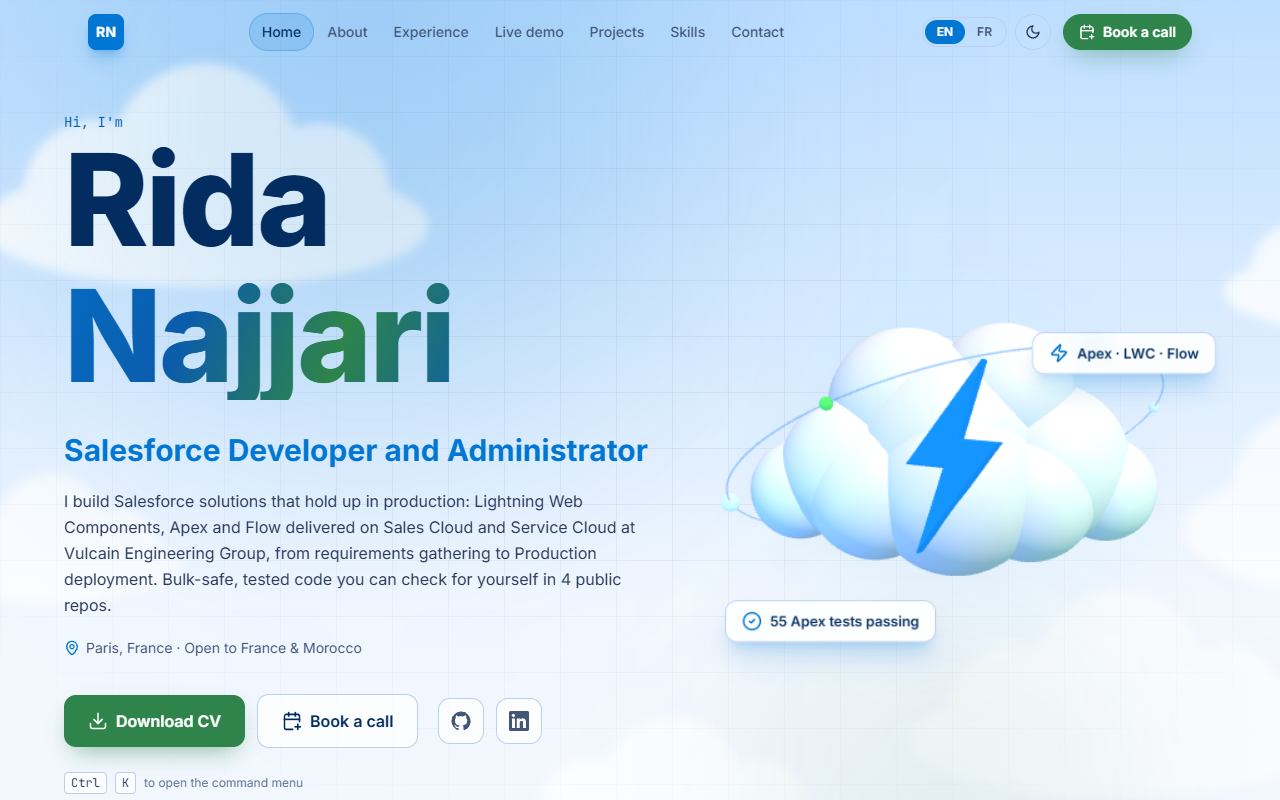 RN
Home
About
Experience
Live demo
Projects
Skills
Contact
EN
FR
Book a call
Hi, I'm
Rida
Najjari
Salesforce Developer and Administrator
I build Salesforce solutions that hold up in production: Lightning Web
Components, Apex and Flow delivered on Sales Cloud and Service Cloud at
Vulcain Engineering Group, from requirements gathering to Production
deployment. Bulk-safe, tested code you can check for yourself in 4 public
repos.
Paris, France · Open to France & Morocco
Download CV
Book a call
Ctrl K to open the command menu
Apex · LWC · Flow
55 Apex tests passing